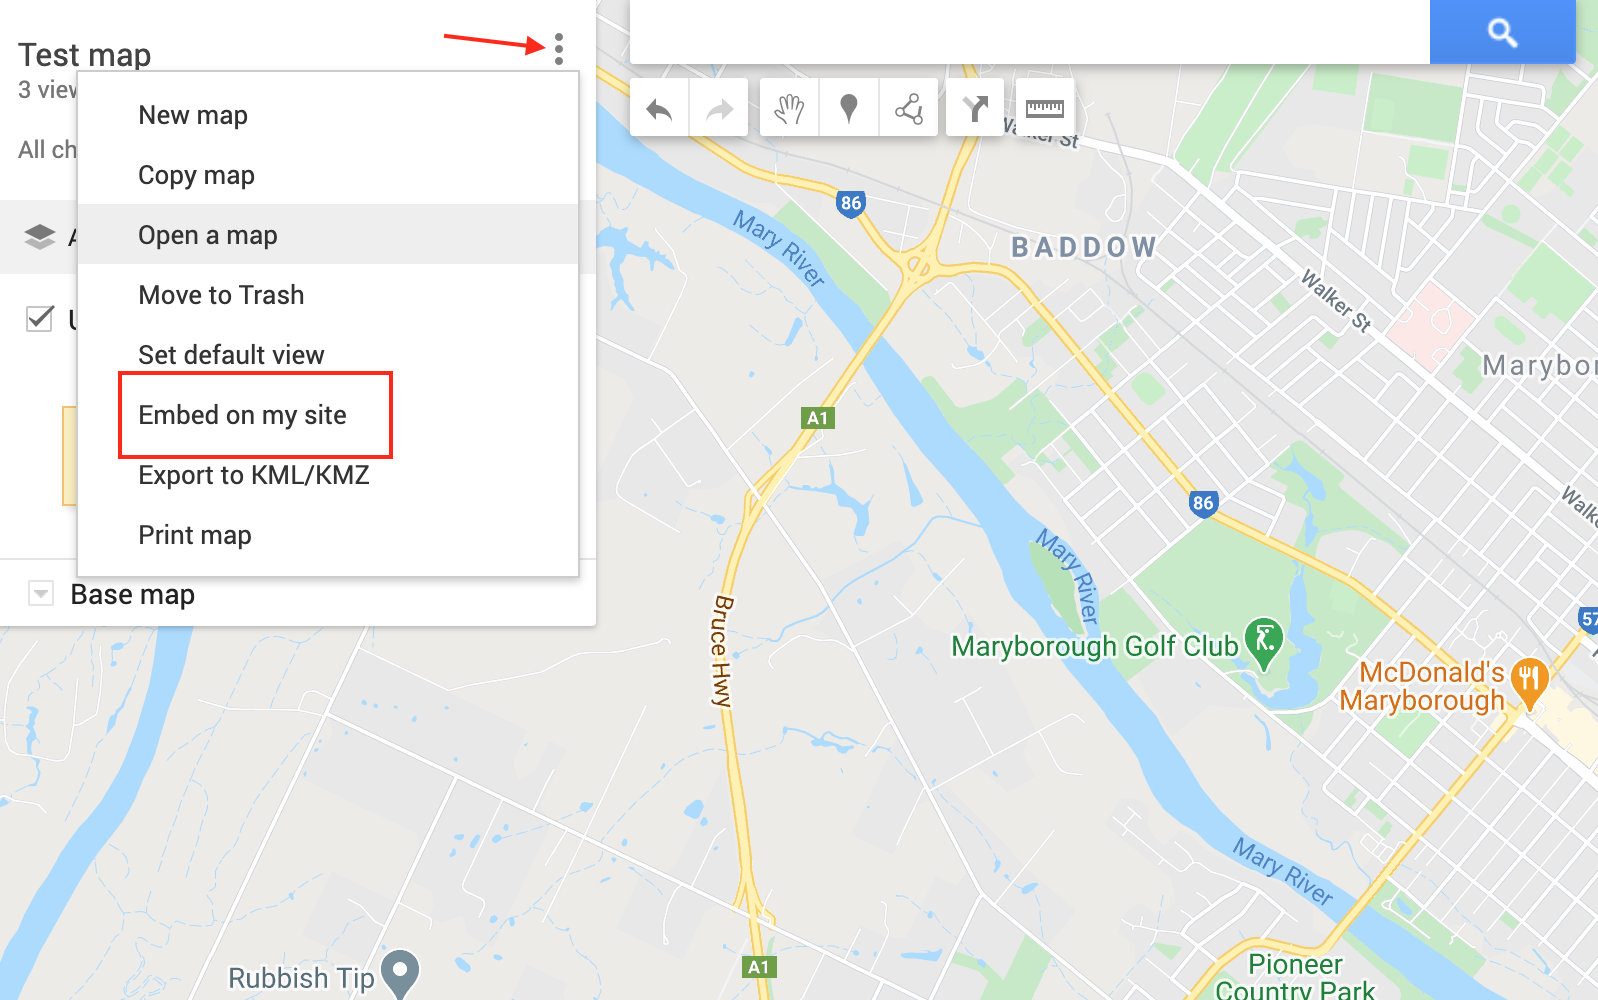 Test map
3 view
All ch
New map
Copy map
Open a map
Move to Trash
Set default view
Embed on my site
Export to KML/KMZ
Print map
Base map
Walker St
86
Mary River
BADDOW
Walker St
Marybor
A1
86
Mary River
Bruce Hwy
57
Maryborough Golf Club
McDonald's
Maryborough
Mary River
A1
Rubbish Tip
Pioneer
Country Park